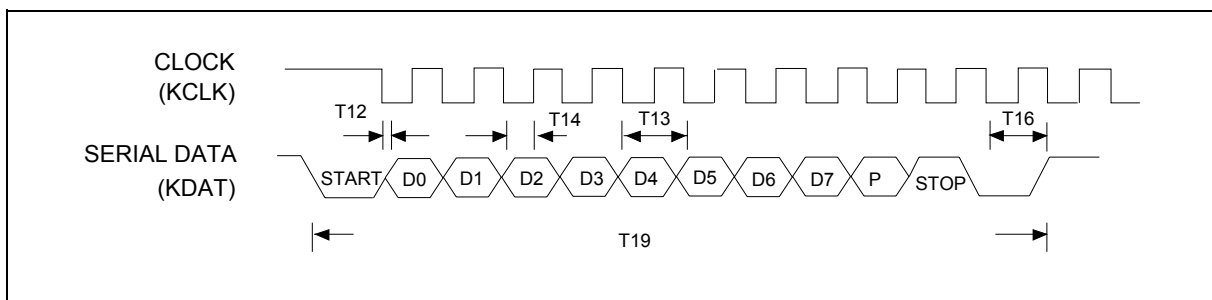 CLOCK
(KCLK)
T12
T14
T13
T16
SERIAL DATA
(KDAT)
START
D0
D1
D2
D3
D4
D5
D6
D7
P
STOP
T19